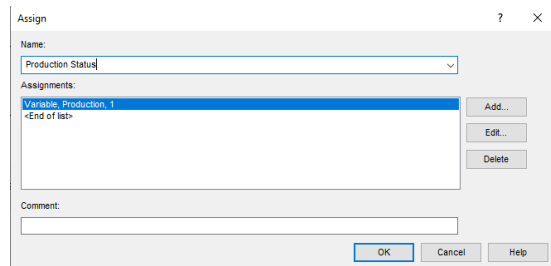 Assign
?
Name:
Production Status
Assignments:
Variable, Production, 1
<End of list>
Add...
Edit...
Delete
Comment:
OK
Cancel
Help